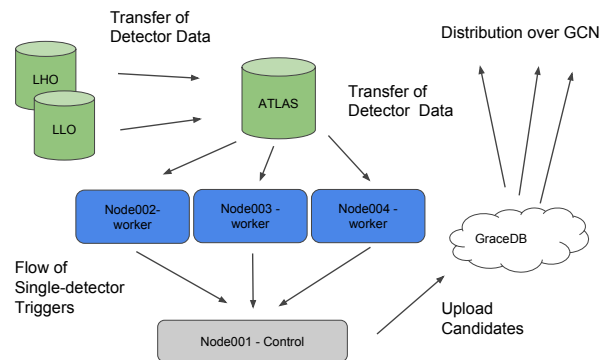 Transfer of
Detector Data
Distribution over GCN
LHO
LLO
ATLAS
Transfer of
Detector Data
Node002-
worker
Node003 -
worker
Node004 -
worker
GraceDB
Flow of
Single-detector
Triggers
Upload
Candidates
Node001 - Control